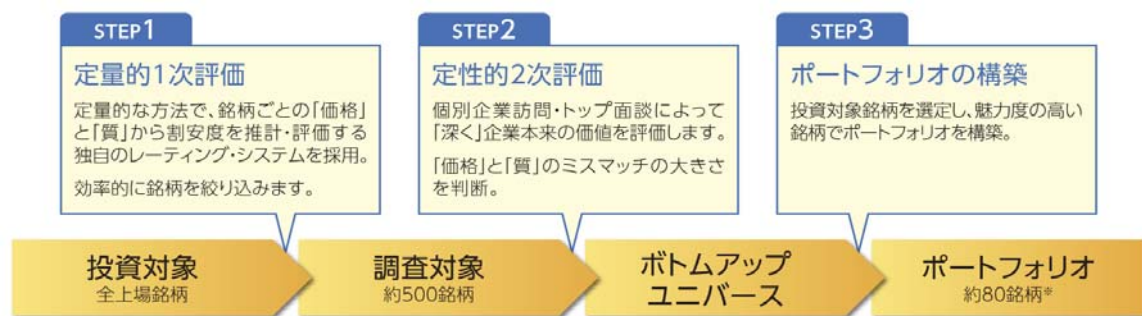 STEP1
定量的1次評価
定量的な方法で、銘柄ごとの「価格」
と「質」から割安度を推計・評価する
独自のレーティング・システムを採用。
効率的に銘柄を絞り込みます。
STEP2
定性的2次評価
個別企業訪問・トップ面談によって
「深く」企業本来の価値を評価します。
「価格」と「質」のミスマッチの大きさ
を判断。
STEP3
ポートフォリオの構築
投資対象銘柄を選定し、魅力度の高い
銘柄でポートフォリオを構築。
投資対象
全上場銘柄
調査対象
約500銘柄
ボトムアップ
ユニバース
ポートフォリオ
約80銘柄※